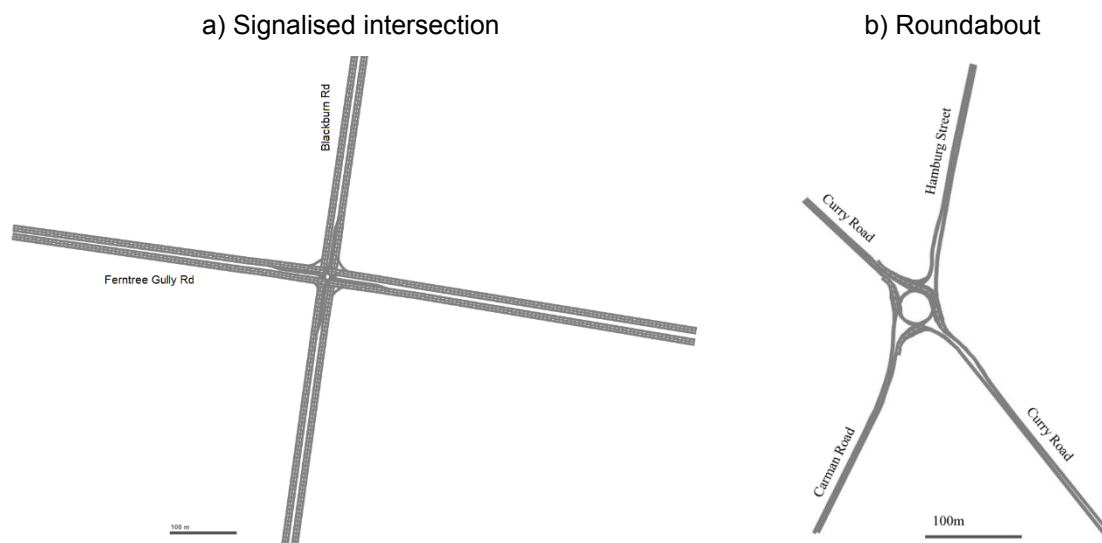 a) Signalised intersection
b) Roundabout
Blackburn Rd
Ferntree Gully Rd
100 m
Hamburg Street
Curry Road
Carman Road
Curry Road
100m